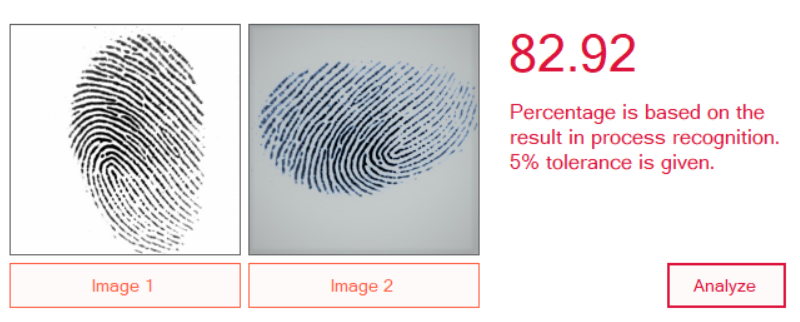 82.92
Percentage is based on the
result in process recognition.
5% tolerance is given.
Image 1
Image 2
Analyze